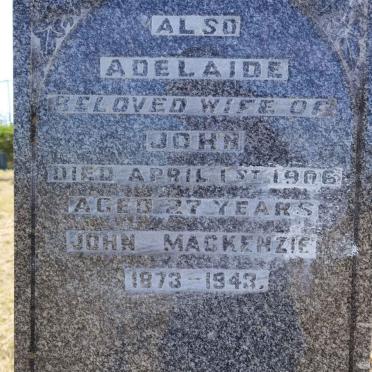 ALSO
ADELAIDE
BELOVED WIFE OF
JOHN
DIED APRIL 1ST 1906
AGED 27 YEARS
JOHN MACKENZIE
1873-1943.